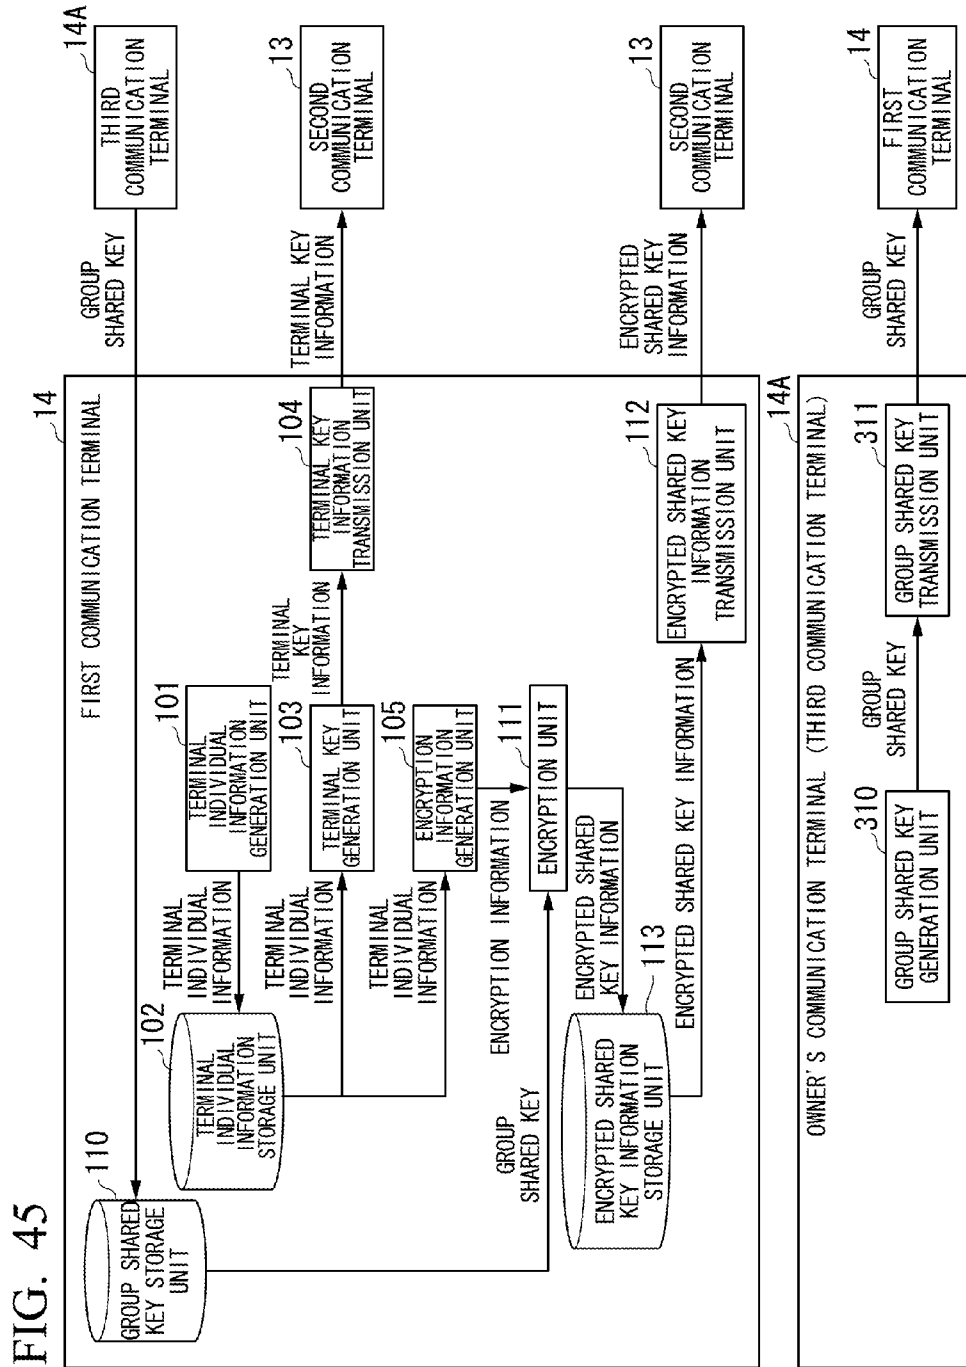 FIG. 45
14
FIRST COMMUNICATION TERMINAL
110
GROUP SHARED
KEY STORAGE
UNIT
GROUP
SHARED KEY
14A
THIRD
COMMUNICATION
TERMINAL
102
TERMINAL
INDIVIDUAL
INFORMATION
STORAGE UNIT
TERMINAL
INDIVIDUAL
INFORMATION
101
TERMINAL
INDIVIDUAL
INFORMATION
GENERATION UNIT
TERMINAL
INDIVIDUAL
INFORMATION
103
TERMINAL KEY
GENERATION UNIT
TERMINAL
KEY
INFORMATION
104
TERMINAL KEY
INFORMATION
TRANSMISSION UNIT
TERMINAL KEY
INFORMATION
13
SECOND
COMMUNICATION
TERMINAL
TERMINAL
INDIVIDUAL
INFORMATION
105
ENCRYPTION
INFORMATION
GENERATION UNIT
ENCRYPTION INFORMATION
GROUP
SHARED KEY
111
ENCRYPTION UNIT
ENCRYPTED SHARED
KEY INFORMATION
113
ENCRYPTED SHARED
KEY INFORMATION
STORAGE UNIT
ENCRYPTED SHARED KEY INFORMATION
112
ENCRYPTED SHARED KEY
INFORMATION
TRANSMISSION UNIT
ENCRYPTED
SHARED KEY
INFORMATION
13
SECOND
COMMUNICATION
TERMINAL
14A
OWNER'S COMMUNICATION TERMINAL (THIRD COMMUNICATION TERMINAL)
310
GROUP SHARED KEY
GENERATION UNIT
GROUP
SHARED KEY
311
GROUP SHARED KEY
TRANSMISSION UNIT
GROUP
SHARED KEY
14
FIRST
COMMUNICATION
TERMINAL